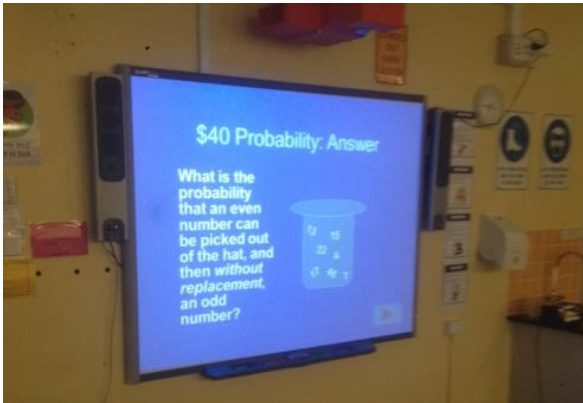 $40 Probability: Answer
What is the
probability
that an even
number can
be picked out
of the hat, and
then without
replacement,
an odd
number?
22